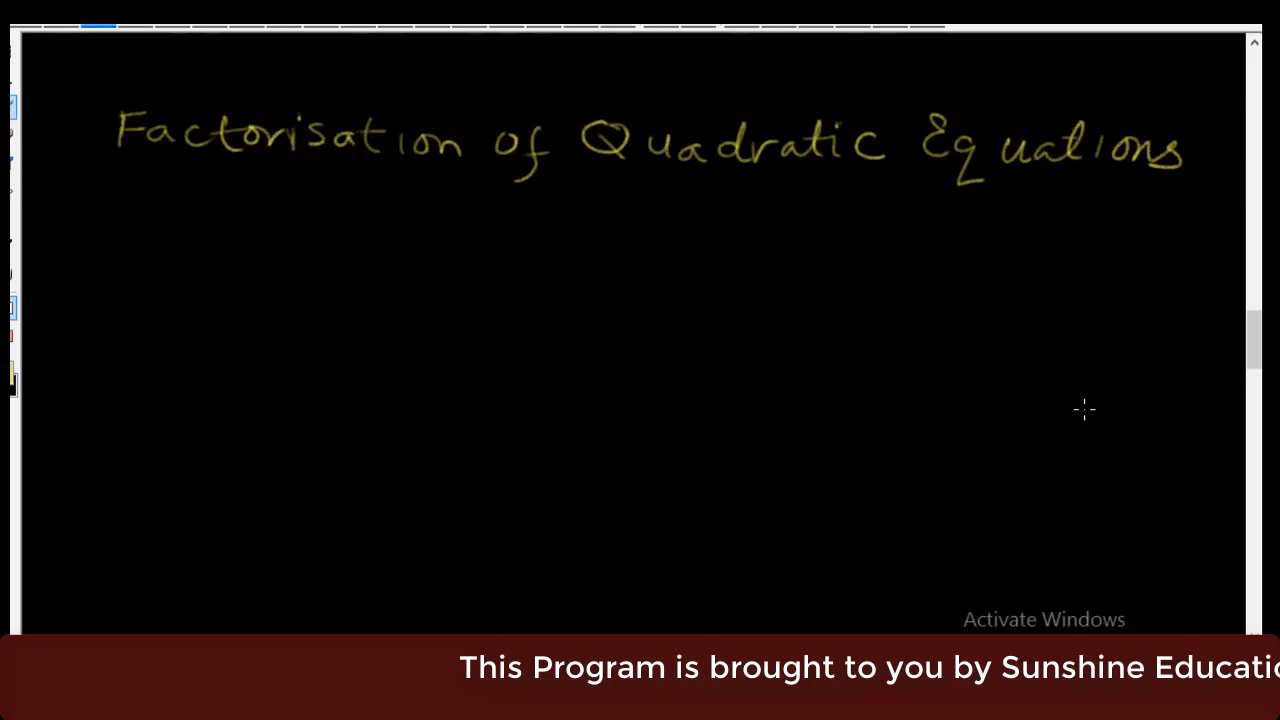 Factorisation of Quadratic Equations
Activate Windows
This Program is brought to you by Sunshine Educatio